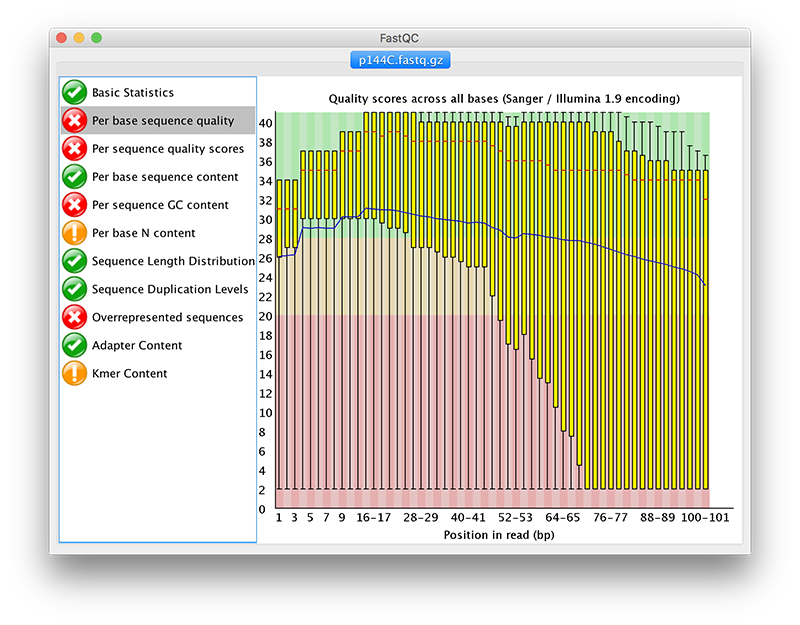 FastQC
p144C.fastq.gz
Basic Statistics
Per base sequence quality
Per sequence quality scores
Per base sequence content
Per sequence GC content
Per base N content
Sequence Length Distribution
Sequence Duplication Levels
Overrepresented sequences
Adapter Content
Kmer Content
Quality scores across all bases (Sanger / Illumina 1.9 encoding)
40
38
36
34
32
30
28
26
24
22
20
18
16
14
12
10
8
6
4
2
0
1 3 5 7 9 16-17 28-29 40-41 52-53 64-65 76-77 88-89 100-101
Position in read (bp)